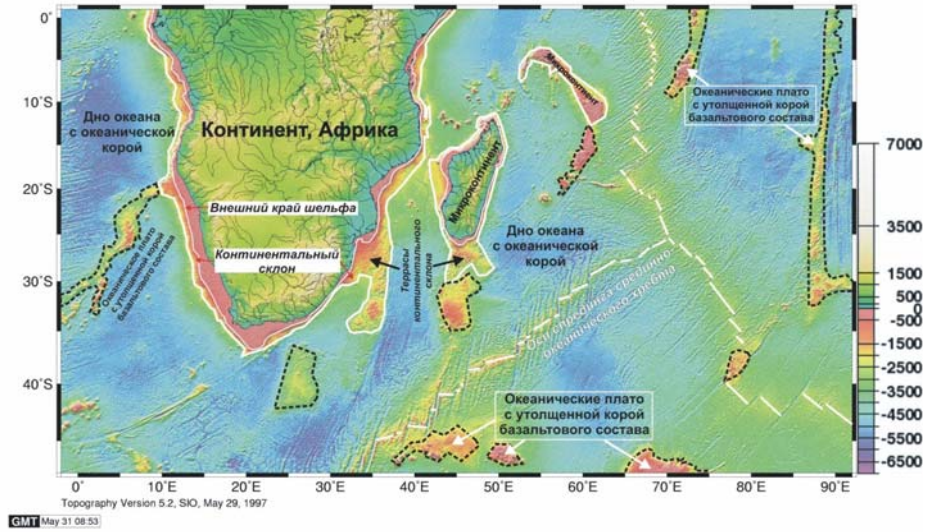 0°
10°S
20°S
30°S
40°S
Дно океана
с океанической
корой
Континент, Африка
Внешний край шельфа
Континентальный
склон
Океаническое плато
с утолщенной корой
базальтового состава
Террасы
континентального
склона
Микроконтинент
Микроконтинент
Дно океана
с океанической
корой
Океанические плато
с утолщенной корой
базальтового состава
Оси спрединга срединно
океанического хребта
Океанические плато
с утолщенной корой
базальтового состава
7000
3500
1500
500
0
-500
-1500
-2500
-3500
-4500
-5500
-6500
0° 10°E 20°E 30°E 40°E 50°E 60°E 70°E 80°E 90°E
Topography Version 5.2, SIO, May 29, 1997
GMT May 31 08:53